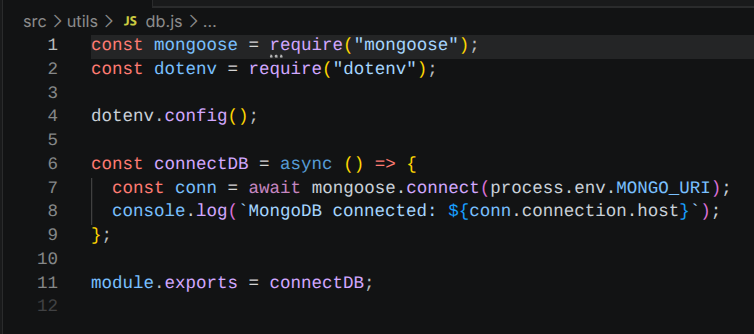 src > utils > JS db.js > ...
1 const mongoose = require("mongoose");
2 const dotenv = require("dotenv");
3
4 dotenv.config();
5
6 const connectDB = async () => {
7   const conn = await mongoose.connect(process.env.MONGO_URI);
8   console.log(`MongoDB connected: ${conn.connection.host}`);
9 };
10
11 module.exports = connectDB;
12